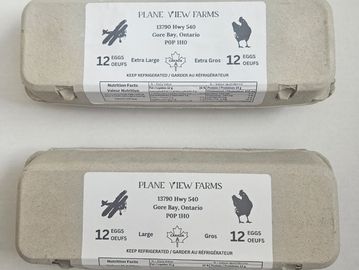 PLANE VIEW FARMS
13790 Hwy 540
Gore Bay, Ontario
P0P 1H0
12 EGGS OEUFS Extra Large Extra Gros 12 EGGS OEUFS
KEEP REFRIGERATED / GARDER AU RÉFRIGÉRATEUR
Nutrition Facts
Valeur Nutritive
PLANE VIEW FARMS
13790 Hwy 540
Gore Bay, Ontario
P0P 1H0
12 EGGS OEUFS Large Gros 12 EGGS OEUFS
KEEP REFRIGERATED / GARDER AU RÉFRIGÉRATEUR
Nutrition Facts